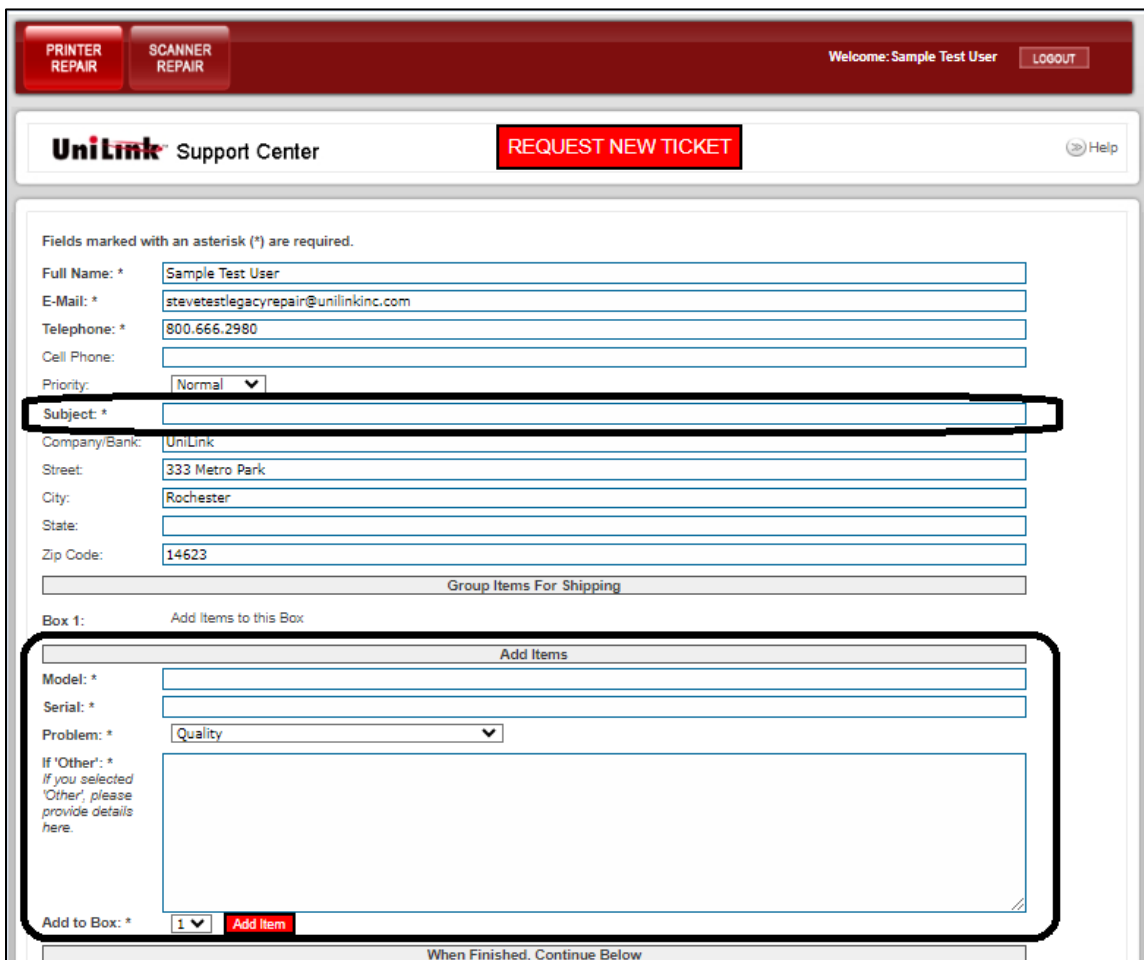 PRINTER REPAIR
SCANNER REPAIR
Welcome: Sample Test User
LOGOUT
UniLink™ Support Center
REQUEST NEW TICKET
Help
Fields marked with an asterisk (*) are required.
Full Name: * Sample Test User
E-Mail: * stevetestlegacyrepair@unilinkinc.com
Telephone: * 800.666.2980
Cell Phone:
Priority: Normal
Subject: *
Company/Bank: UniLink
Street: 333 Metro Park
City: Rochester
State:
Zip Code: 14623
Group Items For Shipping
Box 1: Add Items to this Box
Add Items
Model: *
Serial: *
Problem: * Quality
If 'Other': *
If you selected
'Other', please
provide details
here.
Add to Box: * 1 Add Item
When Finished, Continue Below